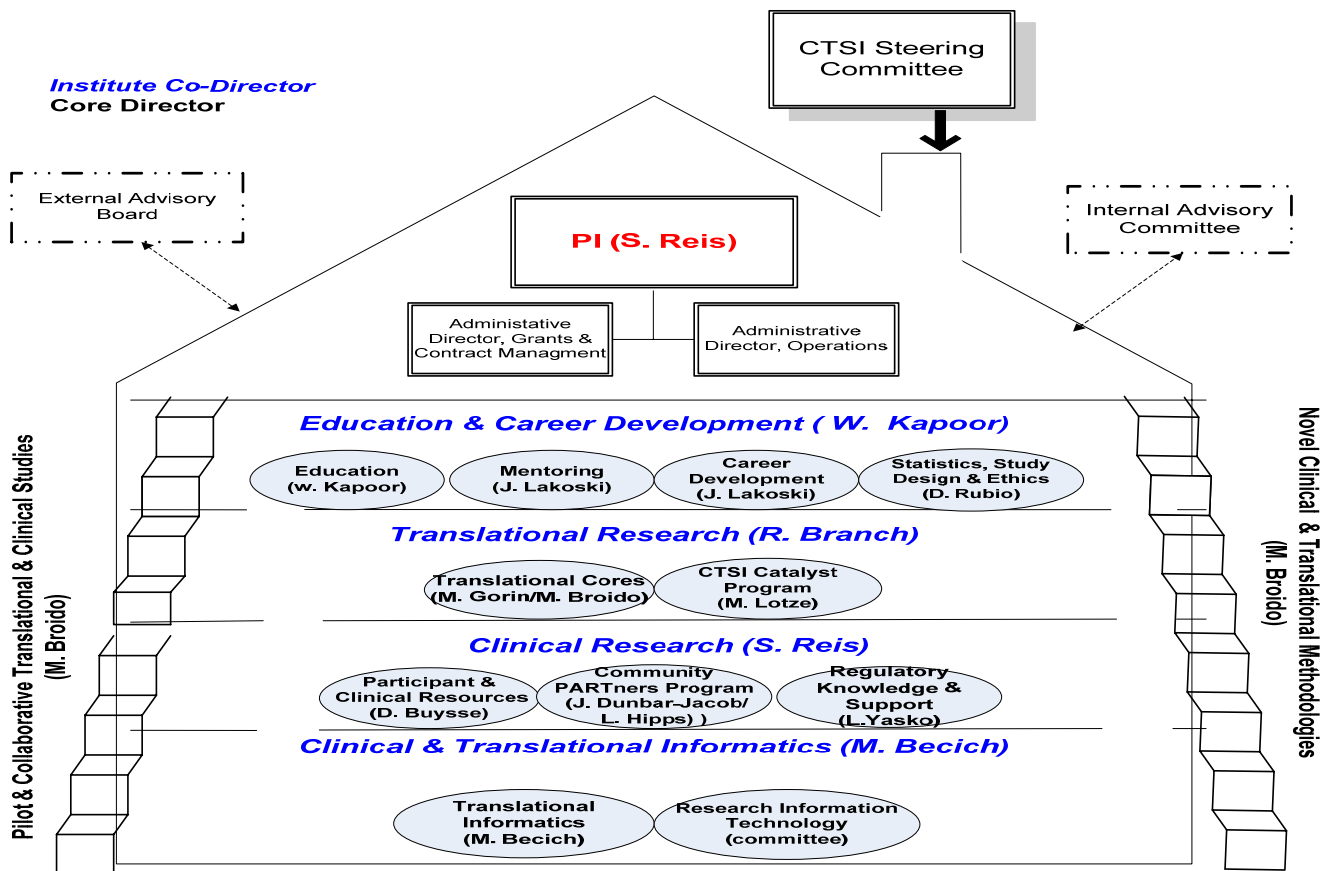 CTSI Steering
Committee
Institute Co-Director
Core Director
External Advisory
Board
Internal Advisory
Committee
PI (S. Reis)
Administative
Director, Grants &
Contract Managment
Administrative
Director, Operations
Education & Career Development ( W. Kapoor)
Education
(w. Kapoor)
Mentoring
(J. Lakoski)
Career
Development
(J. Lakoski)
Statistics, Study
Design & Ethics
(D. Rubio)
Translational Research (R. Branch)
Translational Cores
(M. Gorin/M. Broido)
CTSI Catalyst
Program
(M. Lotze)
Clinical Research (S. Reis)
Participant &
Clinical Resources
(D. Buysse)
Community
PARTners Program
(J. Dunbar-Jacob/
L. Hipps) )
Regulatory
Knowledge &
Support
(L.Yasko)
Clinical & Translational Informatics (M. Becich)
Translational
Informatics
(M. Becich)
Research Information
Technology
(committee)
Pilot & Collaborative Translational & Clinical Studies
(M. Broido)
Novel Clinical & Translational Methodologies
(M. Broido)